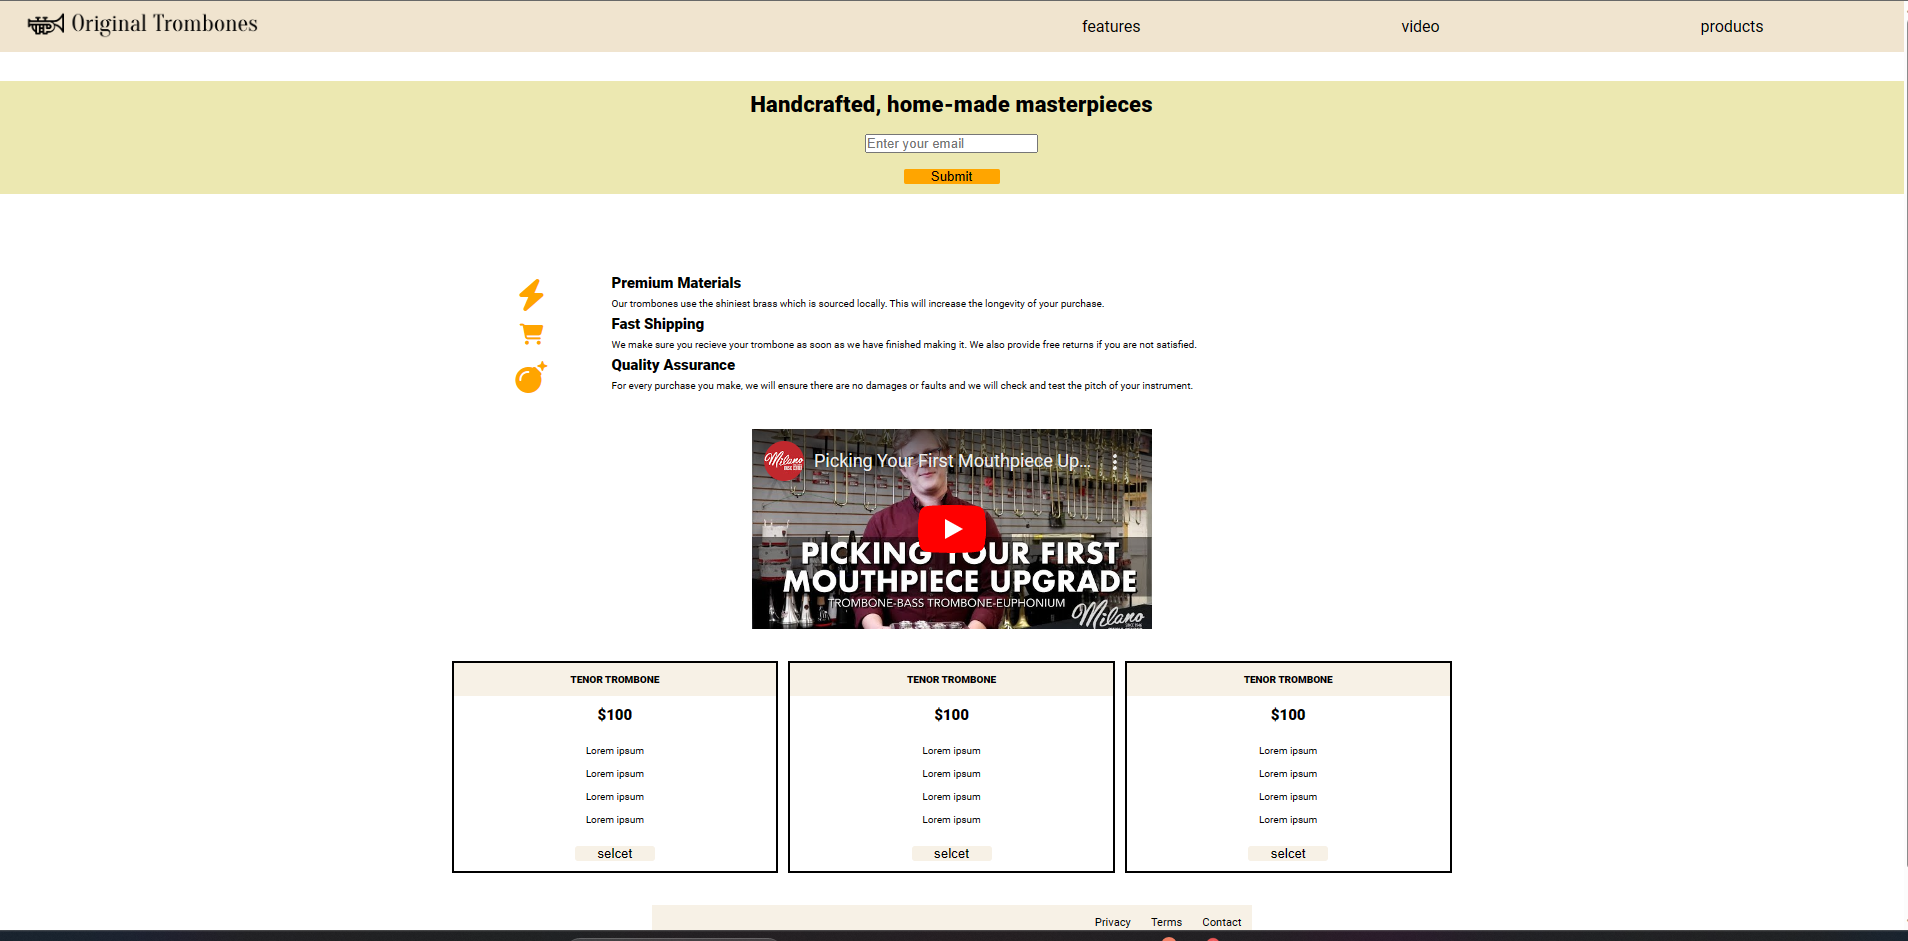 Original Trombones
features
video
products
Handcrafted, home-made masterpieces
Enter your email
Submit
Premium Materials
Our trombones use the shiniest brass which is sourced locally. This will increase the longevity of your purchase.
Fast Shipping
We make sure you recieve your trombone as soon as we have finished making it. We also provide free returns if you are not satisfied.
Quality Assurance
For every purchase you make, we will ensure there are no damages or faults and we will check and test the pitch of your instrument.
Milano
Picking Your First Mouthpiece Up...
PICKING YOUR FIRST
MOUTHPIECE UPGRADE
TROMBONE-BASS TROMBONE-EUPHONIUM
Milano
TENOR TROMBONE
$100
Lorem ipsum
Lorem ipsum
Lorem ipsum
Lorem ipsum
selcet
TENOR TROMBONE
$100
Lorem ipsum
Lorem ipsum
Lorem ipsum
Lorem ipsum
selcet
TENOR TROMBONE
$100
Lorem ipsum
Lorem ipsum
Lorem ipsum
Lorem ipsum
selcet
Privacy
Terms
Contact